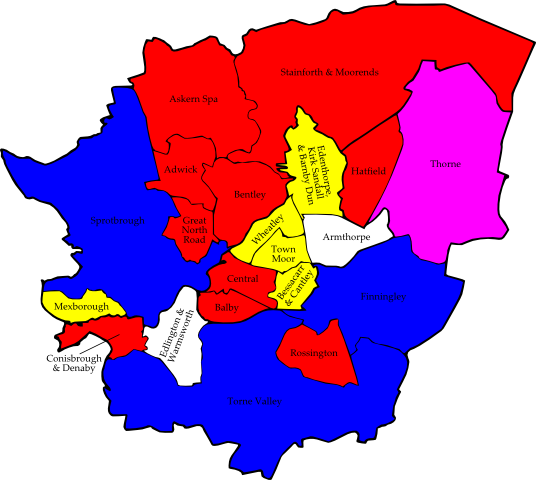 Stainforth & Moorends
Askern Spa
Edenthorpe,
Kirk Sandall
& Barnby Dun
Thorne
Adwick
Hatfield
Bentley
Sprotbrough
Great
North
Road
Wheatley
Armthorpe
Town
Moor
Central
Bessacarr
& Cantley
Finningley
Mexborough
Balby
Edlington &
Warmsworth
Conisbrough
& Denaby
Rossington
Torne Valley